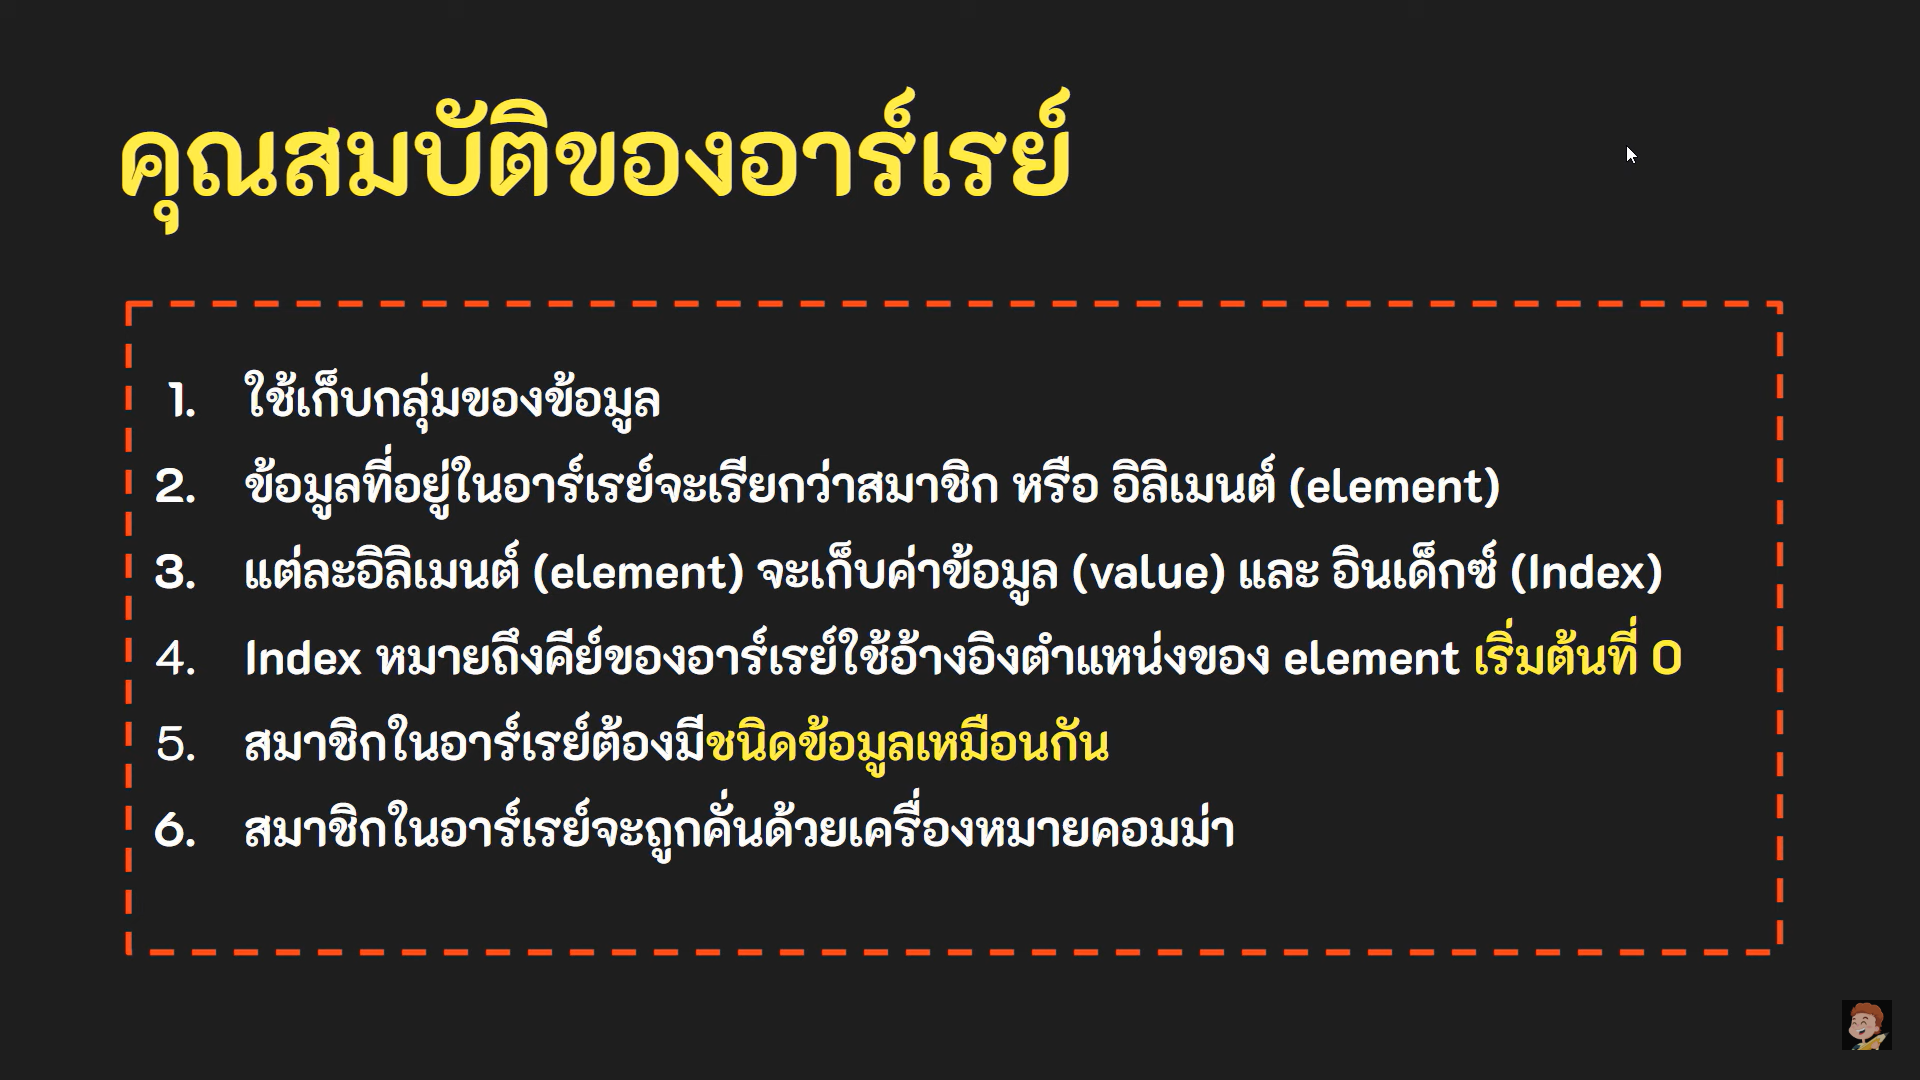 คุณสมบัติของอาร์เรย์
1. ใช้เก็บกลุ่มของข้อมูล
2. ข้อมูลที่อยู่ในอาร์เรย์จะเรียกว่าสมาชิก หรือ อิลิเมนต์ (element)
3. แต่ละอิลิเมนต์ (element) จะเก็บค่าข้อมูล (value) และ อินเด็กซ์ (Index)
4. Index หมายถึงคีย์ของอาร์เรย์ใช้อ้างอิงตำแหน่งของ element เริ่มต้นที่ 0
5. สมาชิกในอาร์เรย์ต้องมีชนิดข้อมูลเหมือนกัน
6. สมาชิกในอาร์เรย์จะถูกคั่นด้วยเครื่องหมายคอมม่า